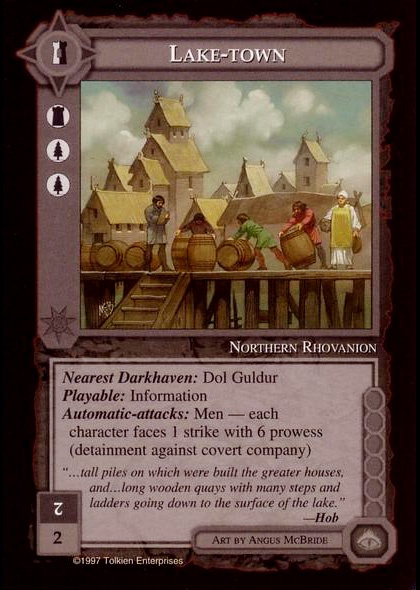 LAKE-TOWN
McB
NORTHERN RHOVANION
Nearest Darkhaven: Dol Guldur
Playable: Information
Automatic-attacks: Men — each
character faces 1 strike with 6 prowess
(detainment against covert company)
“...tall piles on which were built the greater houses,
and...long wooden quays with many steps and
ladders going down to the surface of the lake.”
—Hob
2
2
ART BY ANGUS MCBRIDE
©1997 Tolkien Enterprises